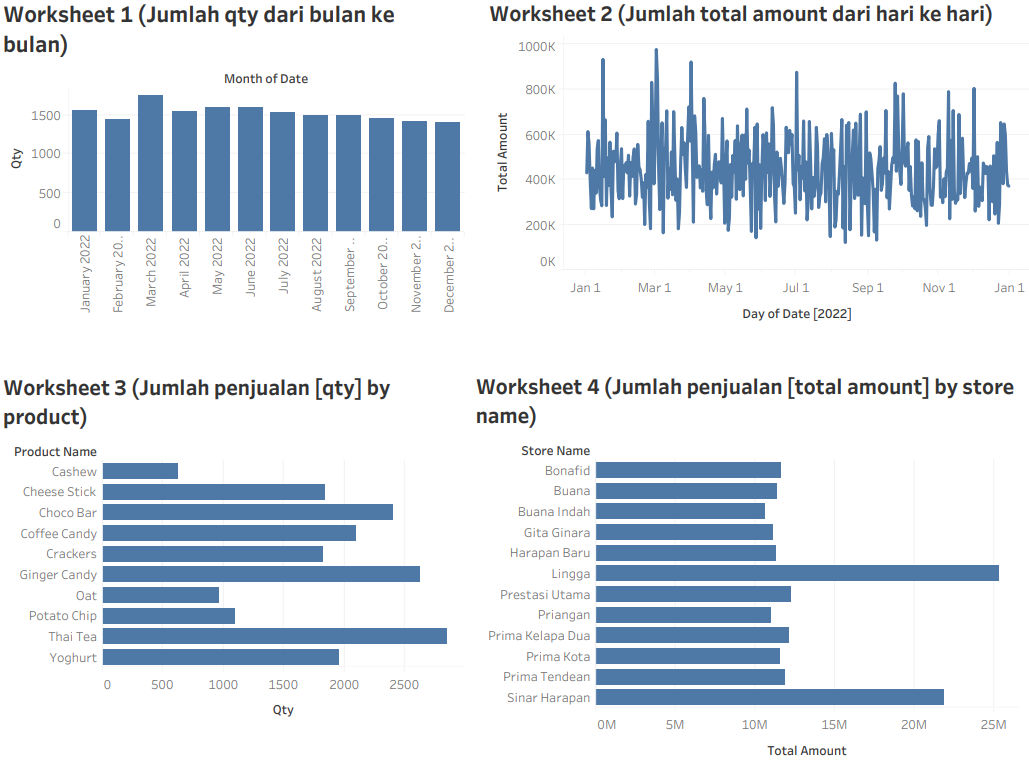 Worksheet 1 (Jumlah qty dari bulan ke
bulan)
Month of Date
Qty
1500
1000
500
0
January 2022
February 20..
March 2022
April 2022
May 2022
June 2022
July 2022
August 2022
September ..
October 20..
November 2..
December 2..
Worksheet 2 (Jumlah total amount dari hari ke hari)
Total Amount
1000K
800K
600K
400K
200K
0K
Jan 1
Mar 1
May 1
Jul 1
Sep 1
Nov 1
Jan 1
Day of Date [2022]
Worksheet 3 (Jumlah penjualan [qty] by
product)
Product Name
Cashew
Cheese Stick
Choco Bar
Coffee Candy
Crackers
Ginger Candy
Oat
Potato Chip
Thai Tea
Yoghurt
0
500
1000
1500
2000
2500
Qty
Worksheet 4 (Jumlah penjualan [total amount] by store
name)
Store Name
Bonafid
Buana
Buana Indah
Gita Ginara
Harapan Baru
Lingga
Prestasi Utama
Priangan
Prima Kelapa Dua
Prima Kota
Prima Tendean
Sinar Harapan
0M
5M
10M
15M
20M
25M
Total Amount